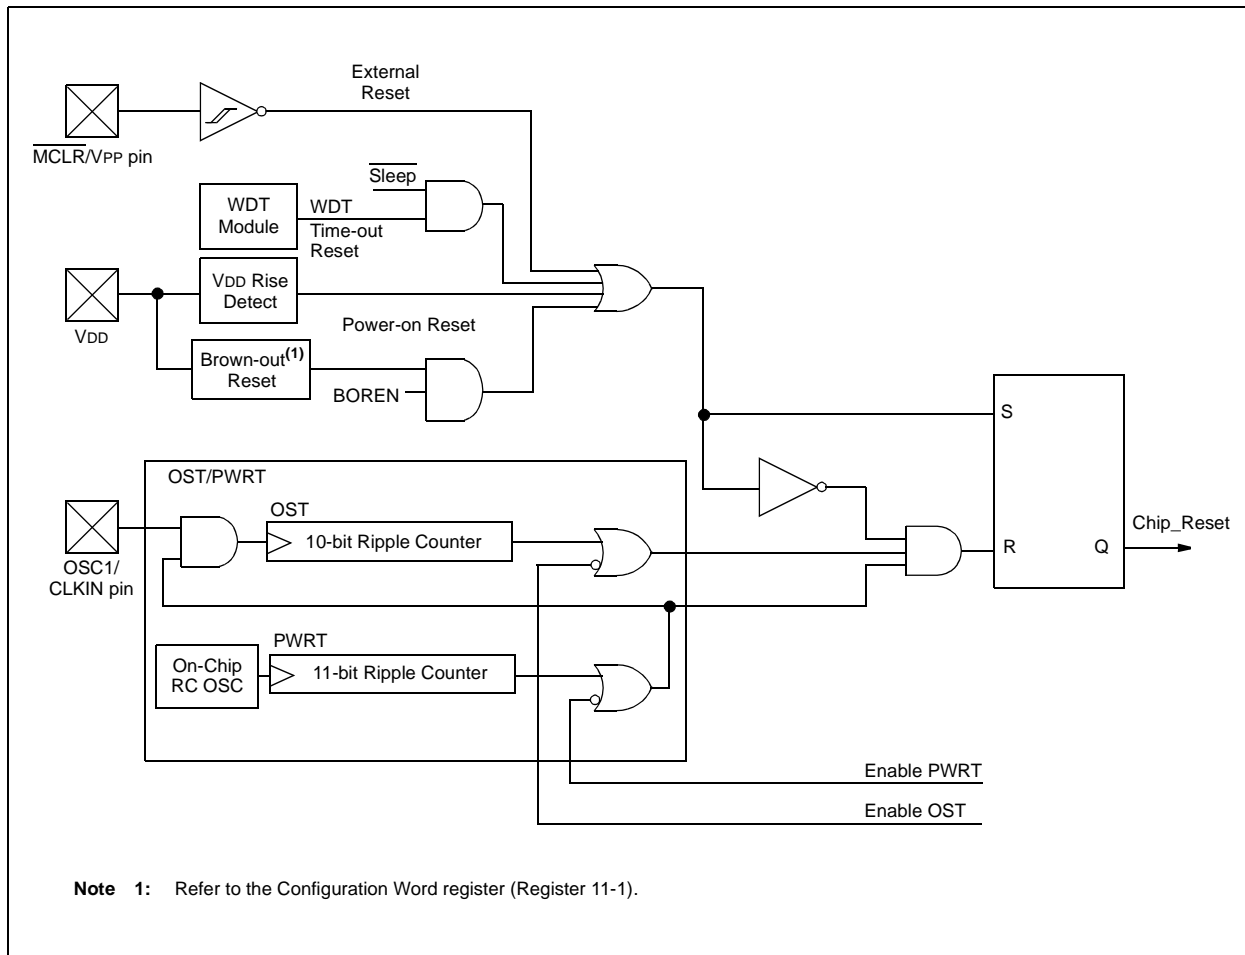 External
Reset
MCLR/VPP pin
Sleep
WDT
Module
WDT
Time-out
Reset
VDD Rise
Detect
VDD
Power-on Reset
Brown-out(1)
Reset
BOREN
S
OST/PWRT
OST
10-bit Ripple Counter
OSC1/
CLKIN pin
Chip_Reset
R
Q
PWRT
On-Chip
RC OSC
11-bit Ripple Counter
Enable PWRT
Enable OST
Note 1: Refer to the Configuration Word register (Register 11-1).